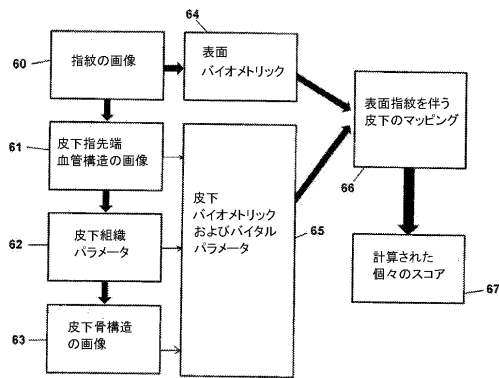 60
指紋の画像
64
表面
バイオメトリック
61
皮下指先端
血管構造の画像
62
皮下組織
パラメータ
63
皮下骨構造
の画像
皮下
バイオメトリック
およびバイタル
パラメータ
65
表面指紋を伴う
皮下のマッピング
66
計算された
個々のスコア
67